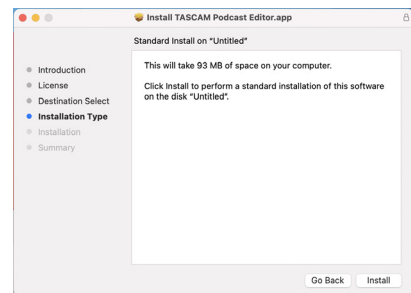 Install TASCAM Podcast Editor.app
Standard Install on “Untitled”
Introduction
License
Destination Select
Installation Type
Installation
Summary
This will take 93 MB of space on your computer.
Click Install to perform a standard installation of this software
on the disk “Untitled”.
Go Back
Install